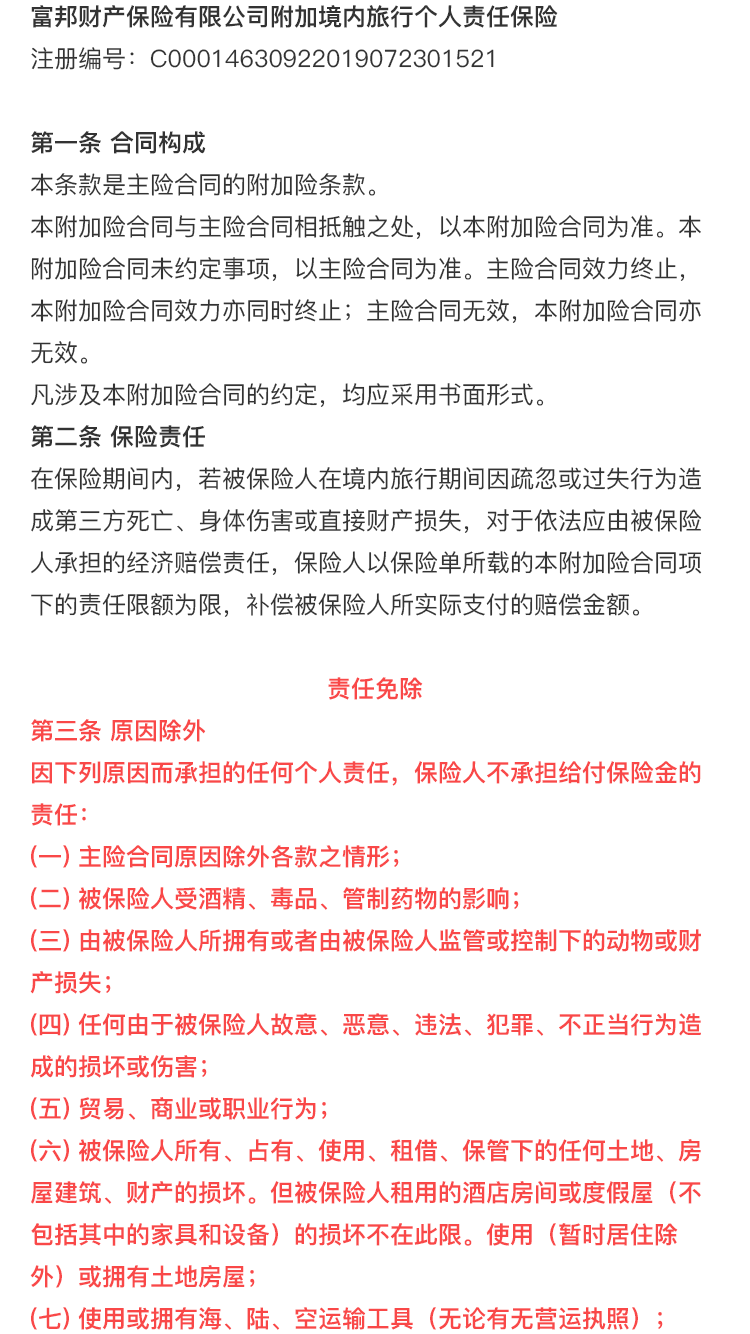 富邦财产保险有限公司附加境内旅行个人责任保险
注册编号：C00014630922019072301521
第一条 合同构成
本条款是主险合同的附加险条款。
本附加险合同与主险合同相抵触之处，以本附加险合同为准。本
附加险合同未约定事项，以主险合同为准。主险合同效力终止，
本附加险合同效力亦同时终止；主险合同无效，本附加险合同亦
无效。
凡涉及本附加险合同的约定，均应采用书面形式。
第二条 保险责任
在保险期间内，若被保险人在境内旅行期间因疏忽或过失行为造
成第三方死亡、身体伤害或直接财产损失，对于依法应由被保险
人承担的经济赔偿责任，保险人以保险单所载的本附加险合同项
下的责任限额为限，补偿被保险人所实际支付的赔偿金额。
责任免除
第三条 原因除外
因下列原因而承担的任何个人责任，保险人不承担给付保险金的
责任：
(一) 主险合同原因除外各款之情形；
(二) 被保险人受酒精、毒品、管制药物的影响；
(三) 由被保险人所拥有或者由被保险人监管或控制下的动物或财
产损失；
(四) 任何由于被保险人故意、恶意、违法、犯罪、不正当行为造
成的损坏或伤害；
(五) 贸易、商业或职业行为；
(六) 被保险人所有、占有、使用、租借、保管下的任何土地、房
屋建筑、财产的损坏。但被保险人租用的酒店房间或度假屋（不
包括其中的家具和设备）的损坏不在此限。使用（暂时居住除
外）或拥有土地房屋；
(七) 使用或拥有海、陆、空运输工具（无论有无营运执照）；